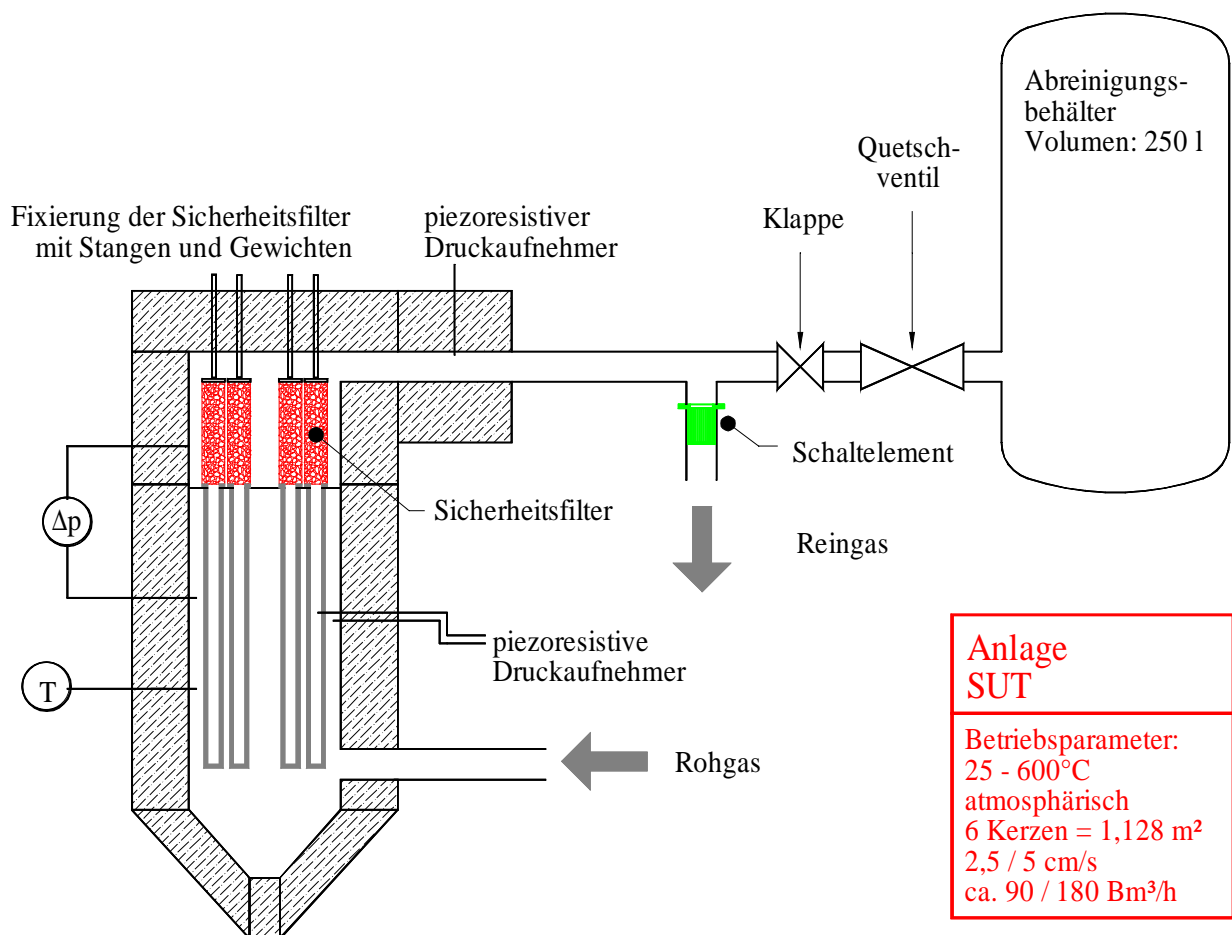 Abreinigungs-
behälter
Volumen: 250 l
Quetsch-
ventil
Klappe
Fixierung der Sicherheitsfilter
mit Stangen und Gewichten
piezoresistiver
Druckaufnehmer
Schaltelement
Sicherheitsfilter
Δp
Reingas
piezoresistive
Druckaufnehmer
T
Rohgas
Anlage
SUT
Betriebsparameter:
25 - 600°C
atmosphärisch
6 Kerzen = 1,128 m²
2,5 / 5 cm/s
ca. 90 / 180 Bm³/h